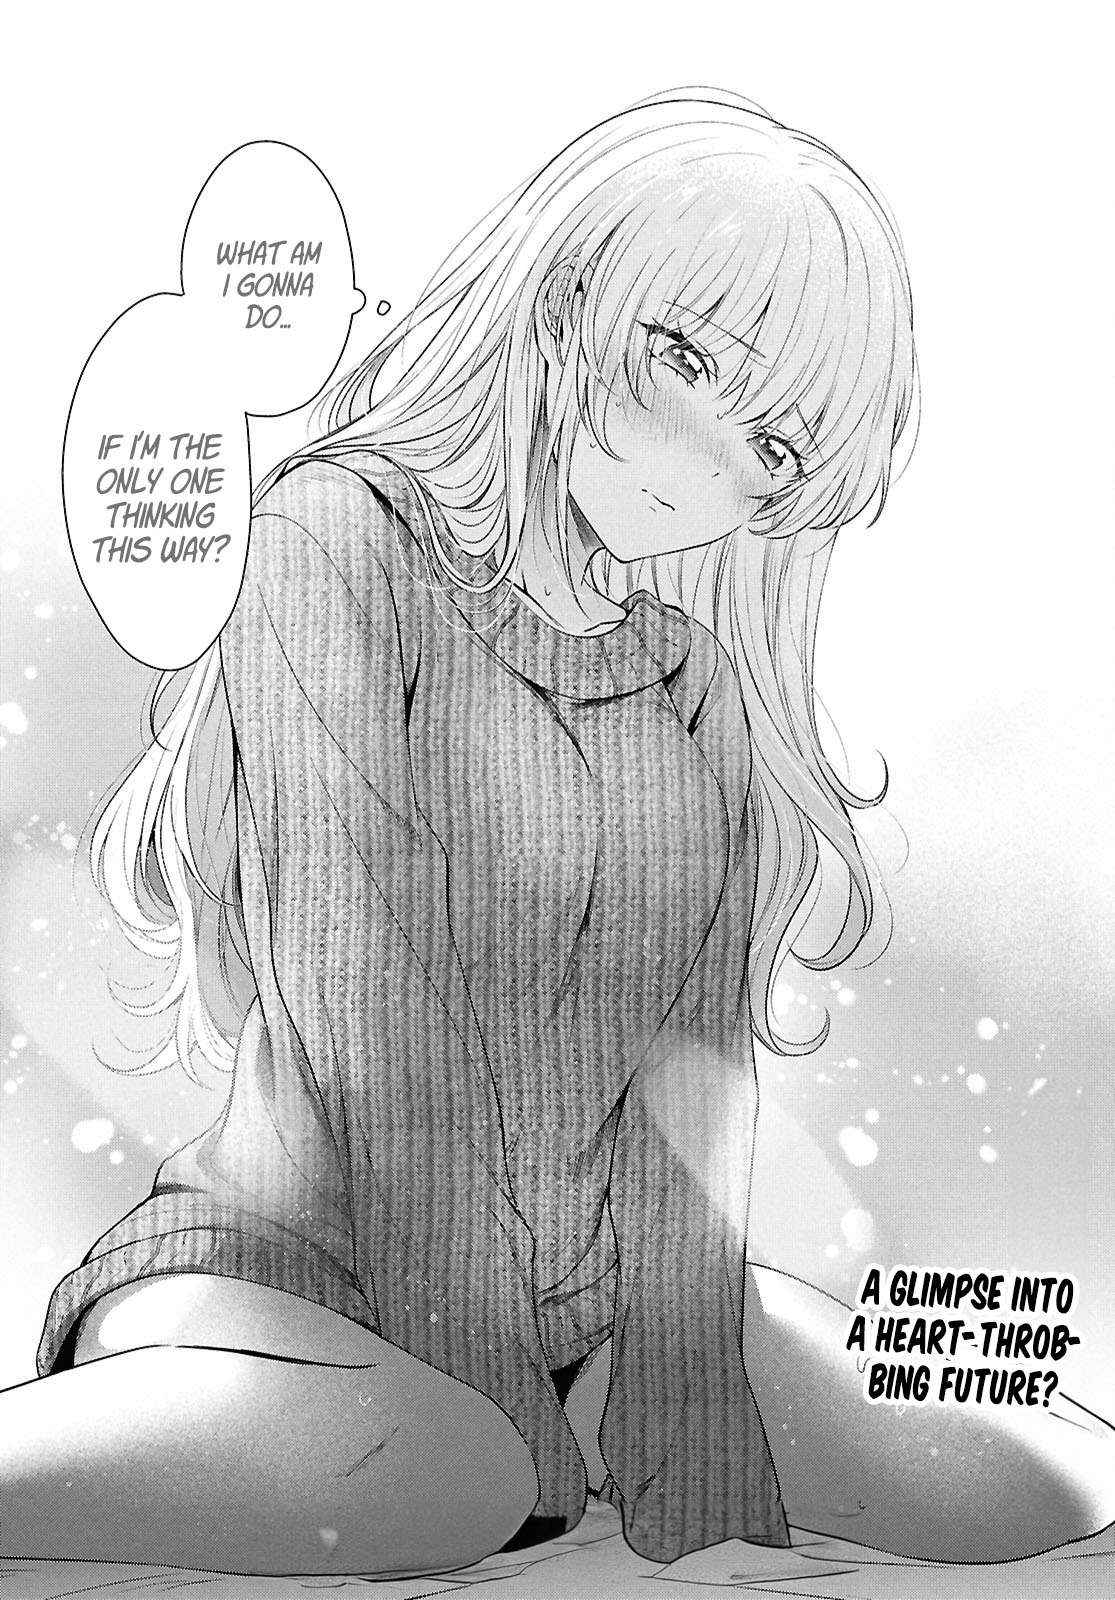 WHAT AM
I GONNA
DO...
IF I'M THE
ONLY ONE
THINKING
THIS WAY?
A GLIMPSE INTO
A HEART-THROB-
BING FUTURE?